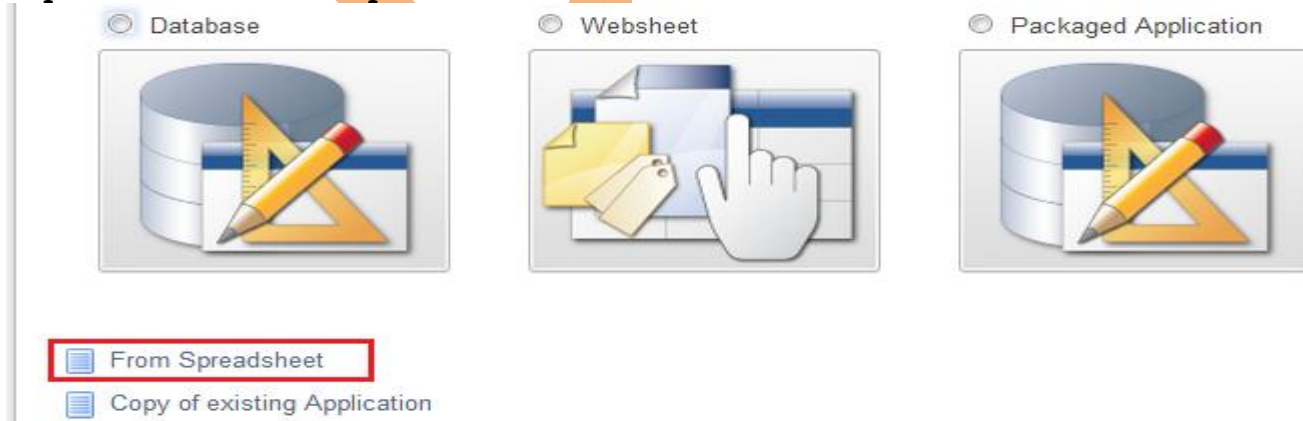 Database Websheet Packaged Application
From Spreadsheet
Copy of existing Application